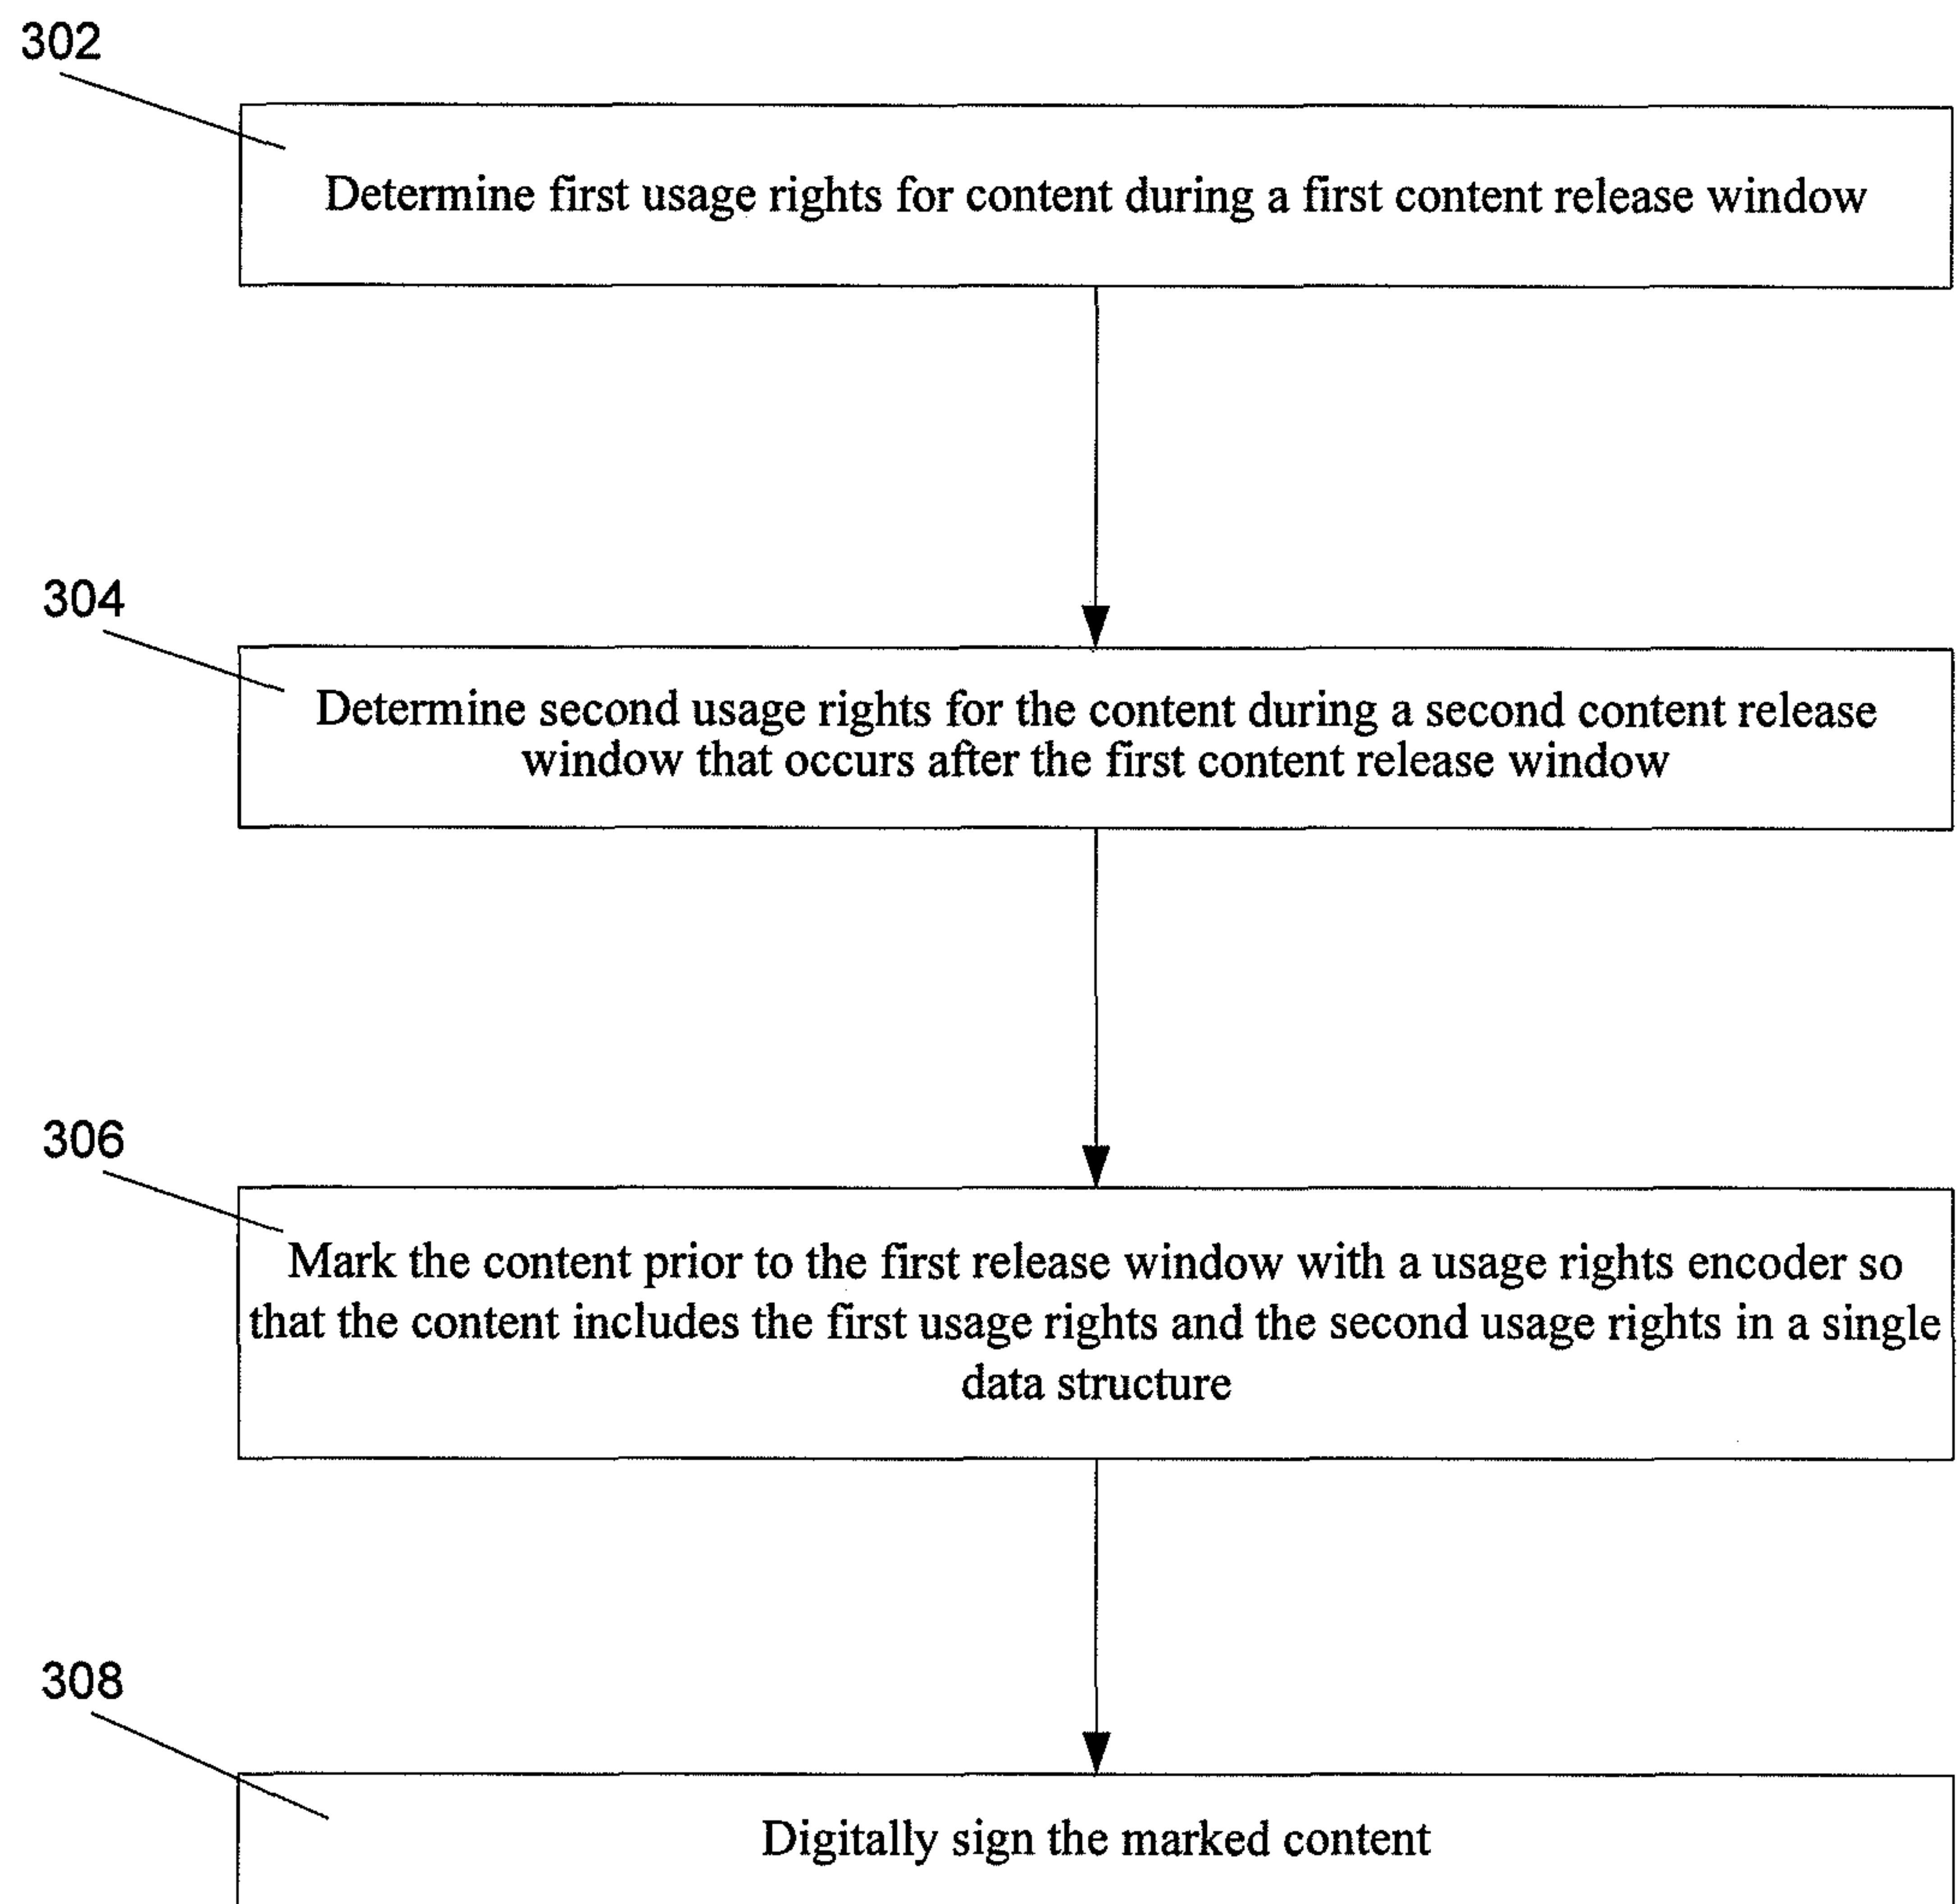 302
Determine first usage rights for content during a first content release window
304
Determine second usage rights for the content during a second content release
window that occurs after the first content release window
306
Mark the content prior to the first release window with a usage rights encoder so
that the content includes the first usage rights and the second usage rights in a single
data structure
308
Digitally sign the marked content